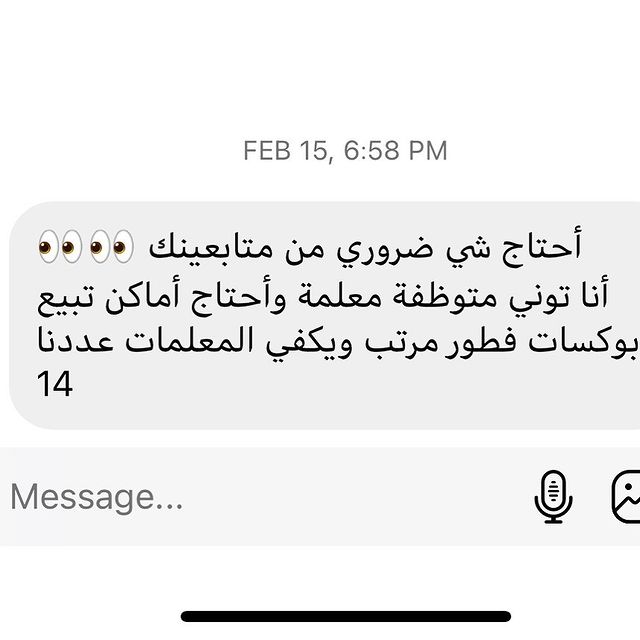 FEB 15, 6:58 PM
أحتاج شي ضروري من متابعينك 👀👀
أنا توني متوظفة معلمة وأحتاج أماكن تبيع
بوكسات فطور مرتب ويكفي المعلمات عددنا
14
Message...